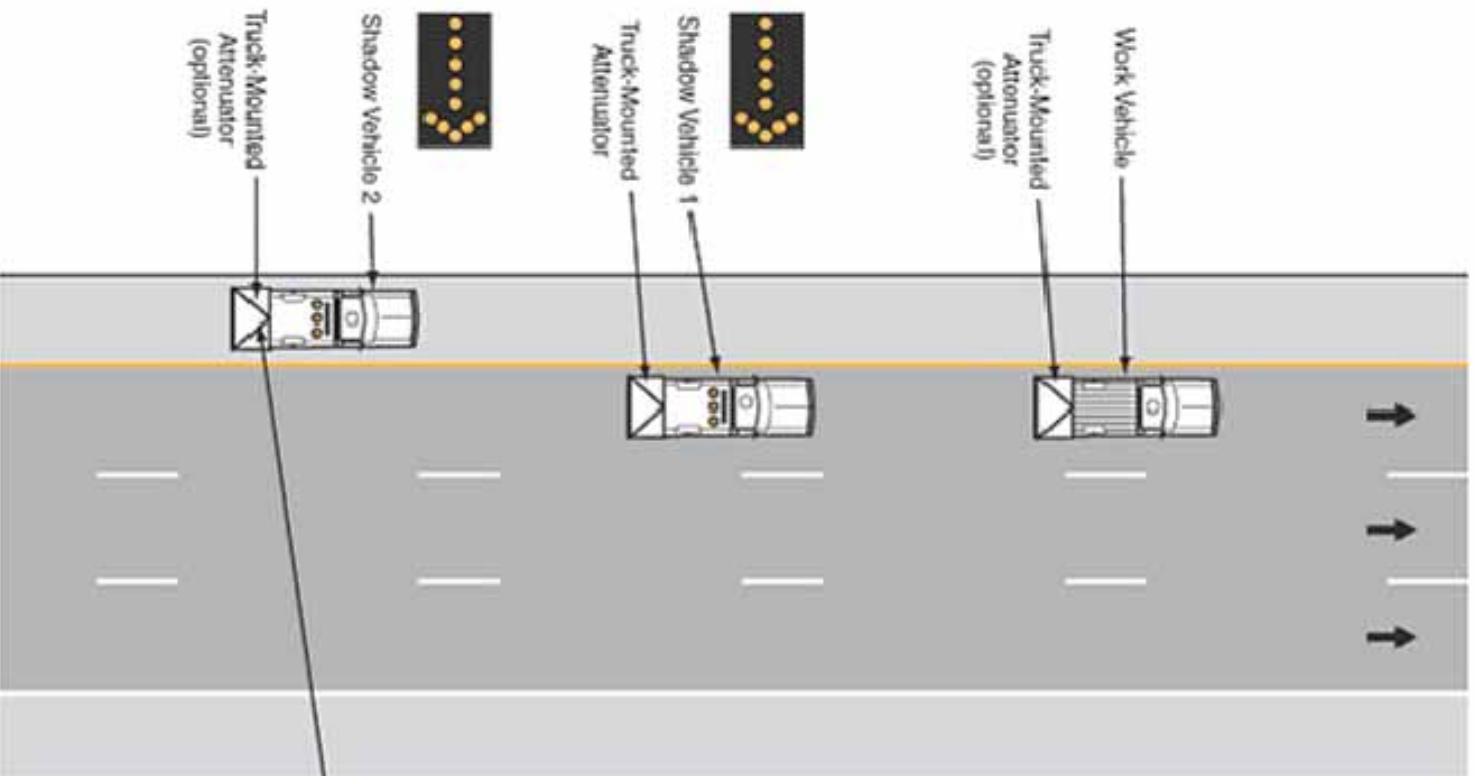 Work Vehicle
Truck-Mounted
Attenuator
(optional)
Shadow Vehicle 1
Truck-Mounted
Attenuator
Shadow Vehicle 2
Truck-Mounted
Attenuator
(optional)